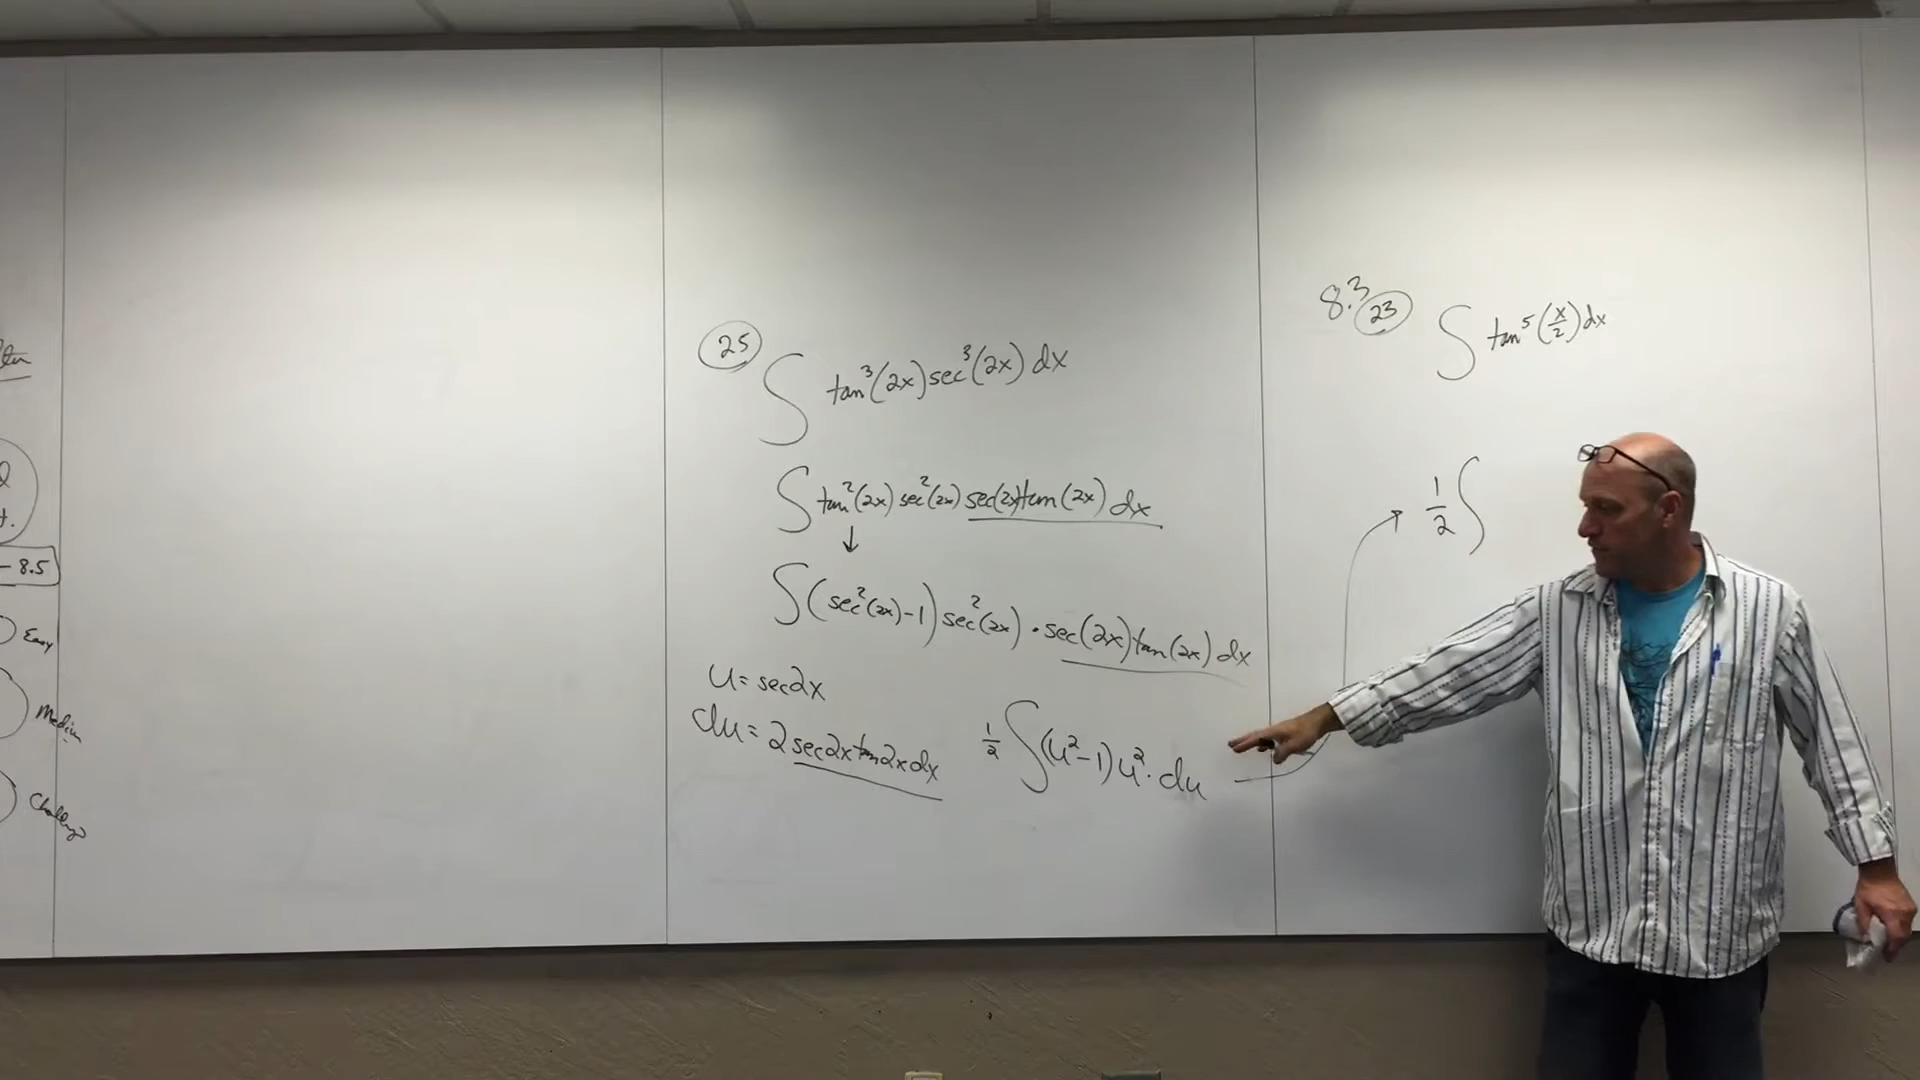 – 8.5
Easy
Medium
25
∫ tan³(2x) sec³(2x) dx
∫ tan²(2x) sec²(2x) sec(2x) tan(2x) dx
↓
∫ (sec²(2x) – 1) sec²(2x) · sec(2x) tan(2x) dx
u = sec2x
du = 2 sec2x tan2x dx
½ ∫ (u² – 1) u² · du
8.3
23
∫ tan⁵(x/2) dx
½ ∫